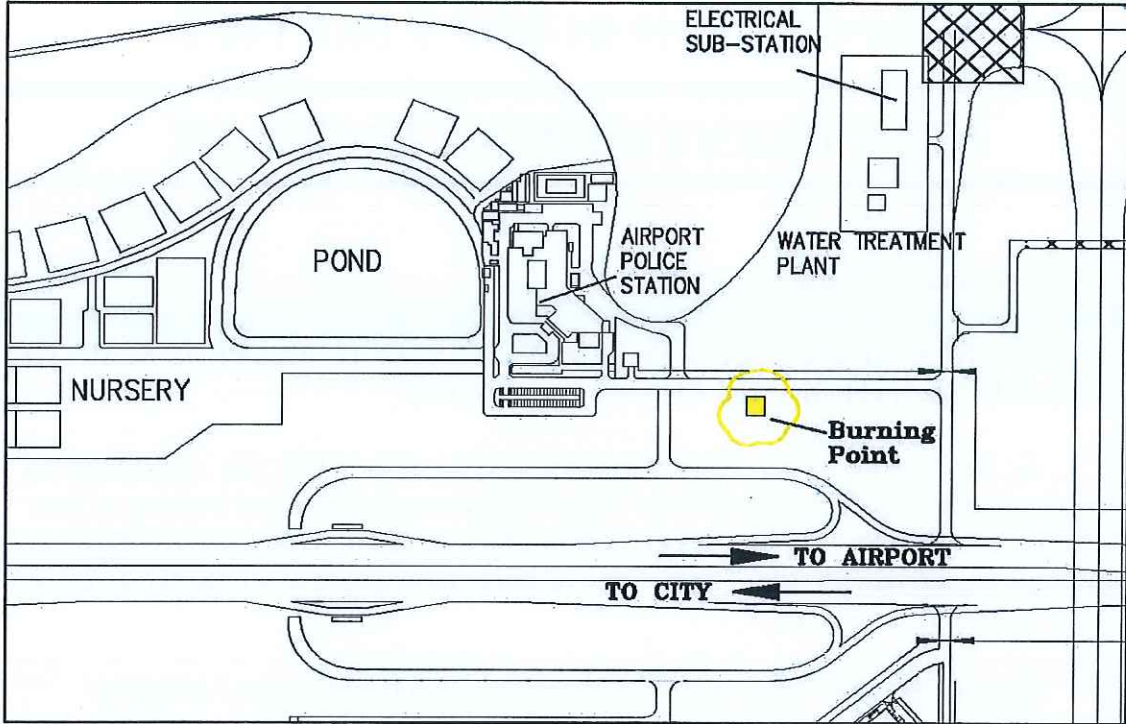 ELECTRICAL
SUB-STATION
POND
AIRPORT
POLICE
STATION
WATER TREATMENT
PLANT
NURSERY
Burning
Point
TO AIRPORT
TO CITY